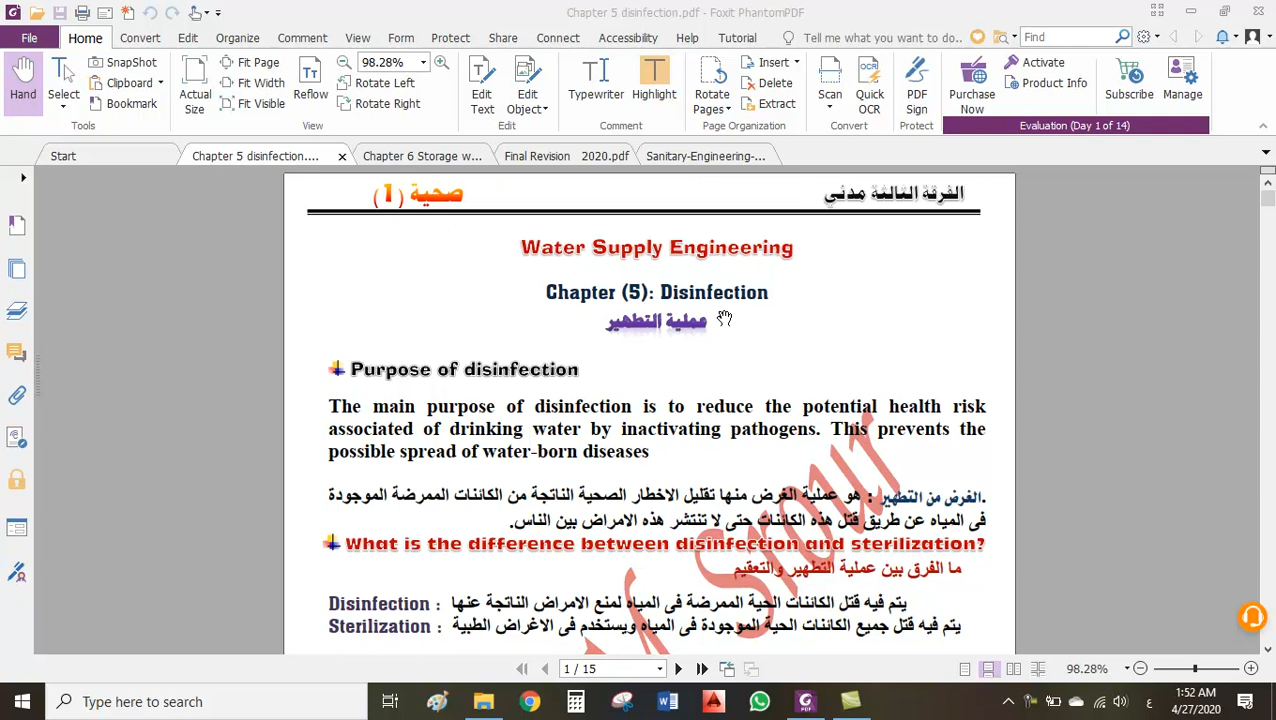 Chapter 5 disinfection.pdf - Foxit PhantomPDF
File Home Convert Edit Organize Comment View Form Protect Share Connect Accessibility Help Tutorial Tell me what you want to do.. Find
Hand
Select
SnapShot
Clipboard
Bookmark
Tools
Actual Size
Fit Page
Fit Width
Fit Visible
Reflow
98.28%
Rotate Left
Rotate Right
View
Edit Text
Edit Object
Edit
Typewriter
Highlight
Comment
Rotate Pages
Insert
Delete
Extract
Page Organization
Scan
Quick OCR
Convert
PDF Sign
Protect
Purchase Now
Activate
Product Info
Subscribe
Manage
Evaluation (Day 1 of 14)
Start Chapter 5 disinfection.... Chapter 6 Storage w... Final Revision 2020.pdf Sanitary-Engineering-...
الفرقة الثالثة مدني
صحية (1)
Water Supply Engineering
Chapter (5): Disinfection
عملية التطهير
Purpose of disinfection
The main purpose of disinfection is to reduce the potential health risk
associated of drinking water by inactivating pathogens. This prevents the
possible spread of water-born diseases
.الغرض من التطهير : هو عملية الغرض منها تقليل الاخطار الصحية الناتجة من الكائنات الممرضة الموجودة
فى المياه عن طريق قتل هذه الكائنات حتى لا تنتشر هذه الامراض بين الناس.
What is the difference between disinfection and sterilization?
ما الفرق بين عملية التطهير والتعقيم
Disinfection : يتم فيه قتل الكائنات الحية الممرضة فى المياه لمنع الامراض الناتجة عنها
Sterilization : يتم فيه قتل جميع الكائنات الحية الموجودة فى المياه ويستخدم فى الاغراض الطبية
Srour
1 / 15
98.28%
Type here to search
ع
1:52 AM
4/27/2020